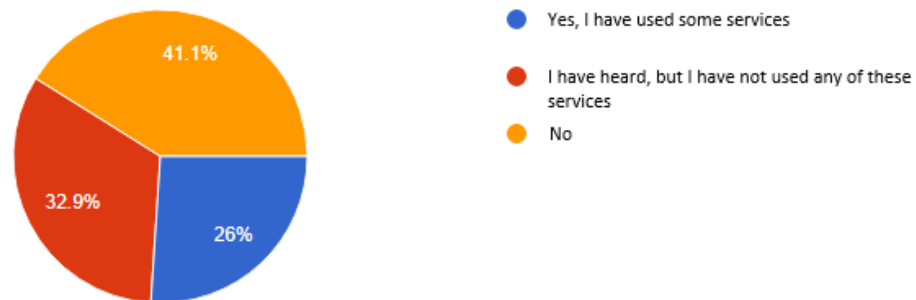 41.1%
32.9%
26%
Yes, I have used some services
I have heard, but I have not used any of these
services
No